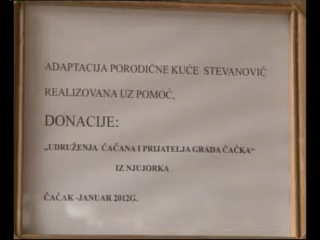 ADAPTACIJA PORODIČNE KUĆE STEVANOVIĆ
REALIZOVANA UZ POMOĆ,
DONACIJE:
„UDRUŽENJA ČAČANA I PRIJATELJA GRADA ČAČKA“
IZ NJUJORKA
ČAČAK -JANUAR 2012G.